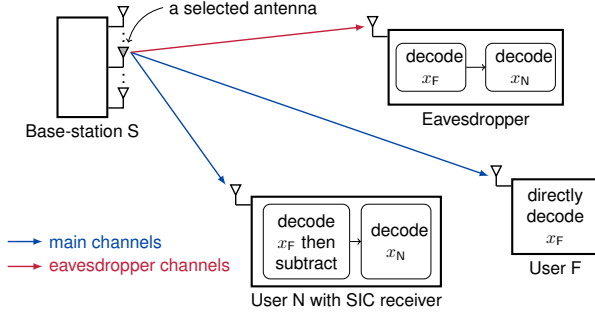 a selected antenna
Base-station S
decode
x_F
decode
x_N
Eavesdropper
decode
x_F then
subtract
decode
x_N
User N with SIC receiver
directly
decode
x_F
User F
main channels
eavesdropper channels